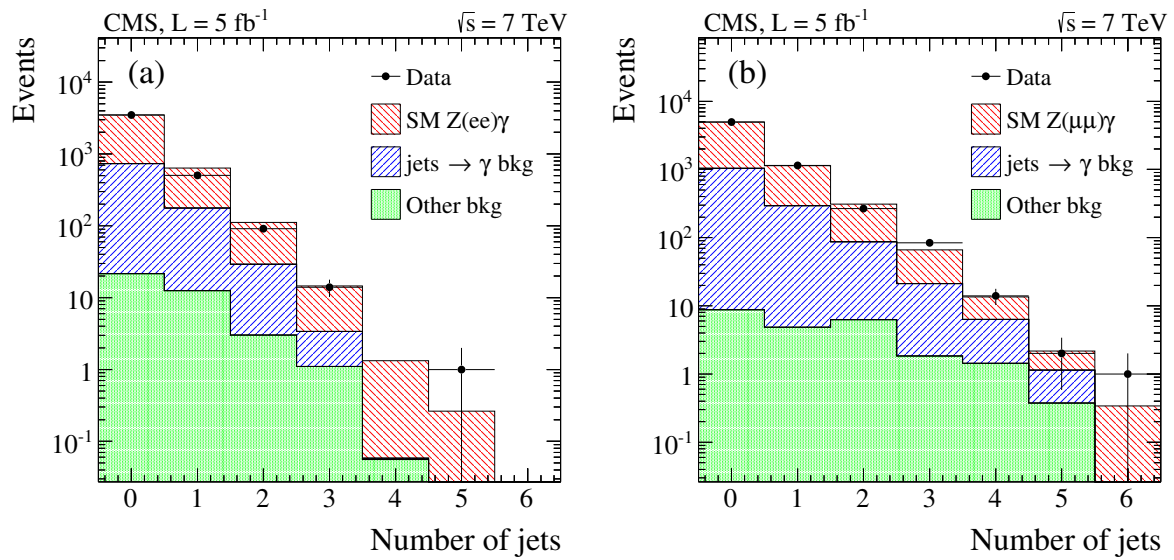 CMS, L = 5 fb⁻¹ √s = 7 TeV
(a)
Events
Data
SM Z(ee)γ
jets → γ bkg
Other bkg
10⁴
10³
10²
10
1
10⁻¹
0 1 2 3 4 5 6
Number of jets
CMS, L = 5 fb⁻¹ √s = 7 TeV
(b)
Events
Data
SM Z(μμ)γ
jets → γ bkg
Other bkg
10⁴
10³
10²
10
1
10⁻¹
0 1 2 3 4 5 6
Number of jets